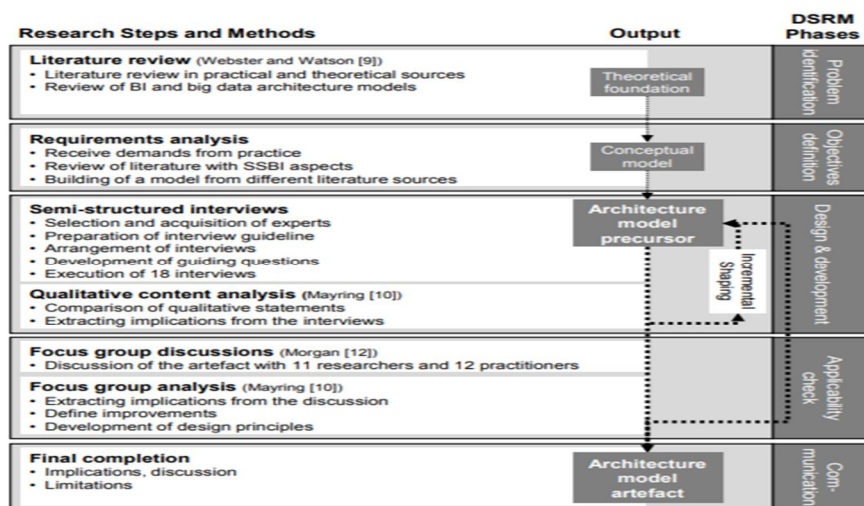 Research Steps and Methods
Output
DSRM
Phases
Literature review (Webster and Watson [9])
• Literature review in practical and theoretical sources
• Review of BI and big data architecture models
Theoretical
foundation
Problem
identification
Requirements analysis
• Receive demands from practice
• Review of literature with SSBI aspects
• Building of a model from different literature sources
Conceptual
model
Objectives
definition
Semi-structured interviews
• Selection and acquisition of experts
• Preparation of interview guideline
• Arrangement of interviews
• Development of guiding questions
• Execution of 18 interviews
Architecture
model
precursor
Incremental
Shaping
Design & development
Qualitative content analysis (Mayring [10])
• Comparison of qualitative statements
• Extracting implications from the interviews
Focus group discussions (Morgan [12])
• Discussion of the artefact with 11 researchers and 12 practitioners
Focus group analysis (Mayring [10])
• Extracting implications from the discussion
• Define improvements
• Development of design principles
Applicability
check
Final completion
• Implications, discussion
• Limitations
Architecture
model
artefact
Com-
munication